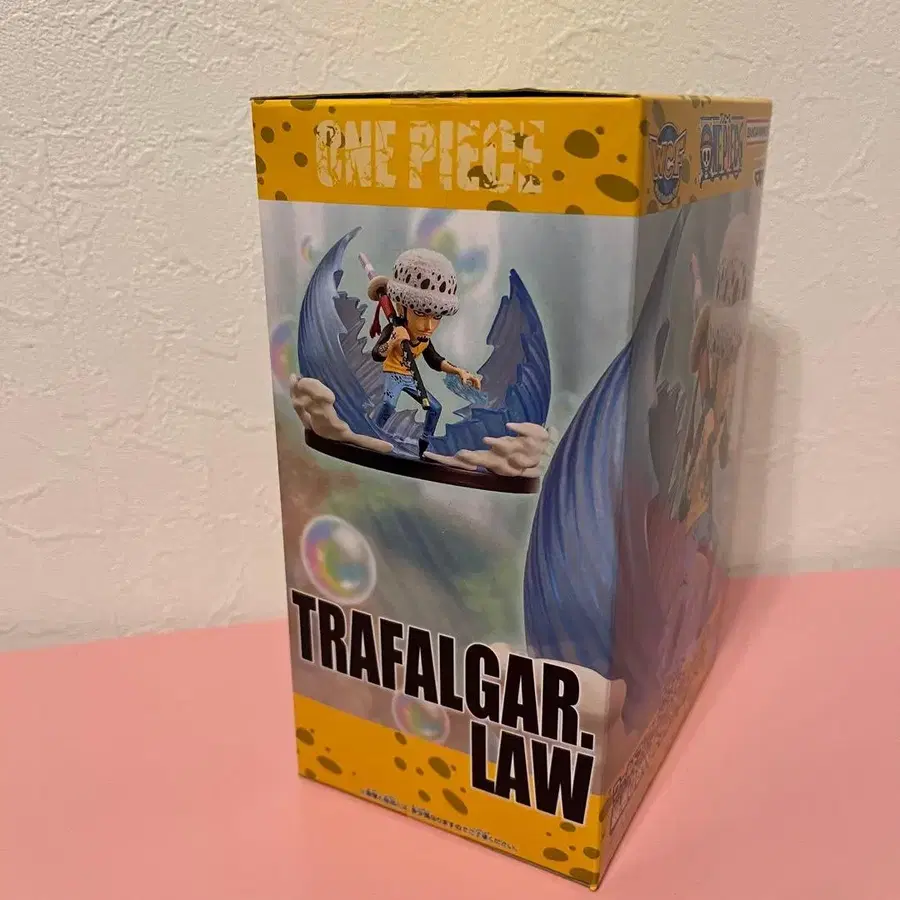 ONE PIECE
TRAFALGAR.
LAW
WCF
ONE PIECE